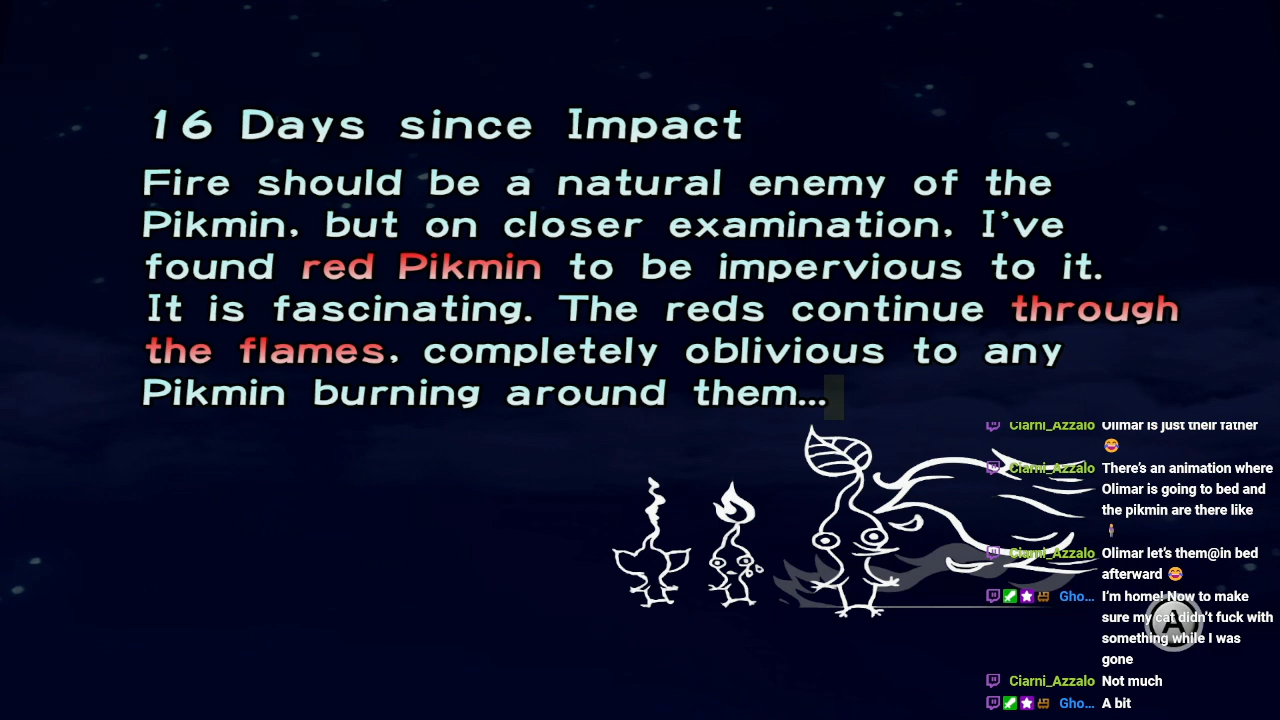 16 Days since Impact
Fire should be a natural enemy of the
Pikmin, but on closer examination, I've
found red Pikmin to be impervious to it.
It is fascinating. The reds continue through
the flames, completely oblivious to any
Pikmin burning around them...
Ciarni_Azzalo Olimar is just their father
😂
Ciarni_Azzalo There's an animation where
Olimar is going to bed and
the pikmin are there like
🧍
Ciarni_Azzalo Olimar let's them@in bed
afterward 😂
Gho... I'm home! Now to make
sure my cat didn't fuck with
something while I was
gone
A
Ciarni_Azzalo Not much
Gho... A bit